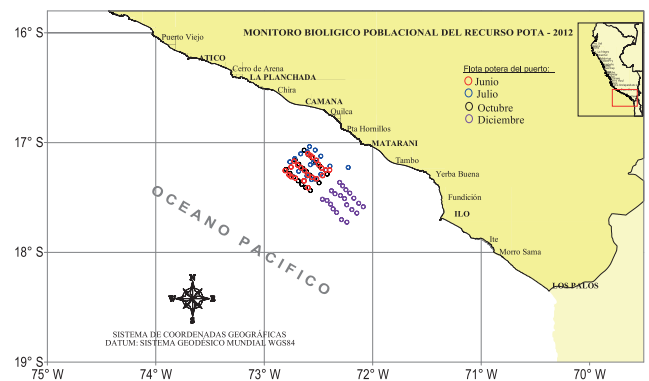 16° S
17° S
18° S
19° S
75° W
74° W
73° W
72° W
71° W
70° W
MONITORO BIOLIGICO POBLACIONAL DEL RECURSO POTA - 2012
Flota potera del puerto:
Junio
Julio
Octubre
Diciembre
Puerto Viejo
ATICO
Cerro de Arena
LA PLANCHADA
Chira
CAMANA
Quilca
Pta Hornillos
MATARANI
Tambo
Yerba Buena
Fundición
ILO
Ite
Morro Sama
LOS PALOS
OCEANO PACIFICO
N
W
E
S
SISTEMA DE COORDENADAS GEOGRÁFICAS
DATUM: SISTEMA GEODÉSICO MUNDIAL WGS84